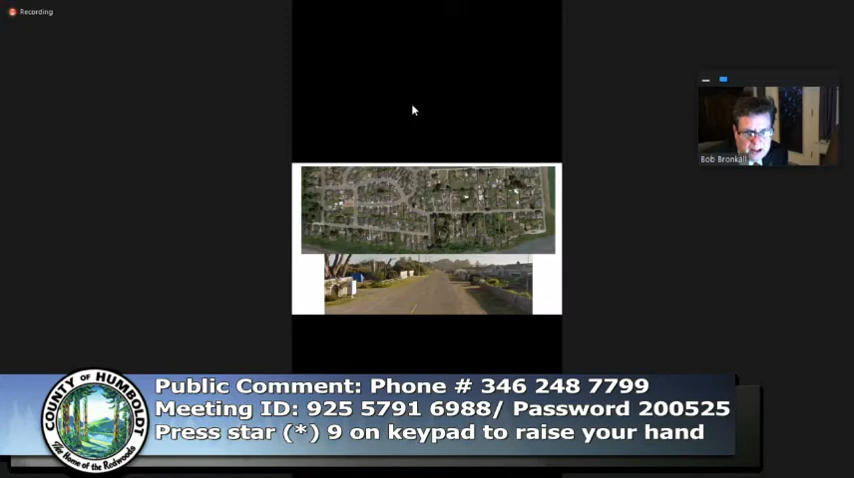 Recording
Bob Bronkall
COUNTY OF HUMBOLDT
The Home of the Redwoods
Public Comment: Phone # 346 248 7799
Meeting ID: 925 5791 6988/ Password 200525
Press star (*) 9 on keypad to raise your hand